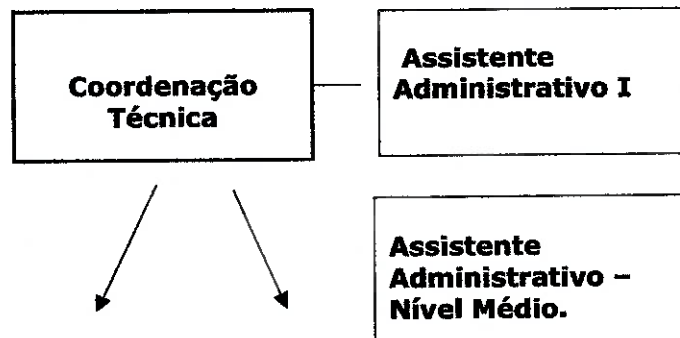 Coordenação
Técnica
Assistente
Administrativo I
Assistente
Administrativo –
Nível Médio.